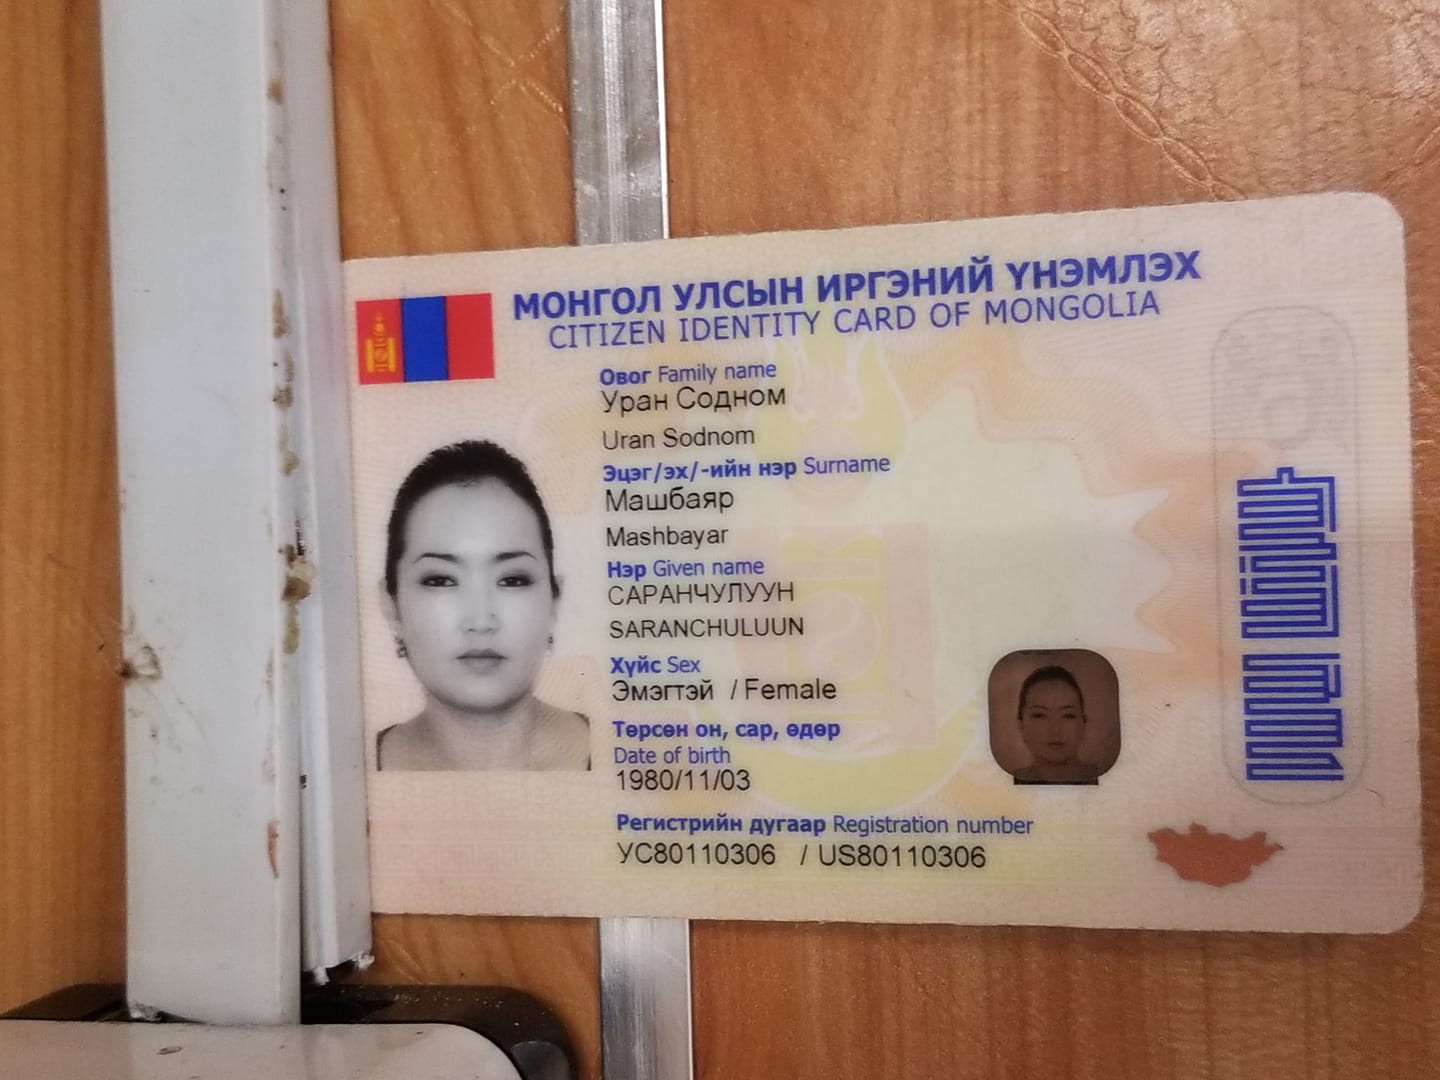 МОНГОЛ УЛСЫН ИРГЭНИЙ ҮНЭМЛЭХ
CITIZEN IDENTITY CARD OF MONGOLIA
Овог Family name
Уран Содном
Uran Sodnom
Эцэг/эх/-ийн нэр Surname
Машбаяр
Mashbayar
Нэр Given name
САРАНЧУЛУУН
SARANCHULUUN
Хүйс Sex
Эмэгтэй / Female
Төрсөн он, сар, өдөр
Date of birth
1980/11/03
Регистрийн дугаар Registration number
УС80110306 / US80110306